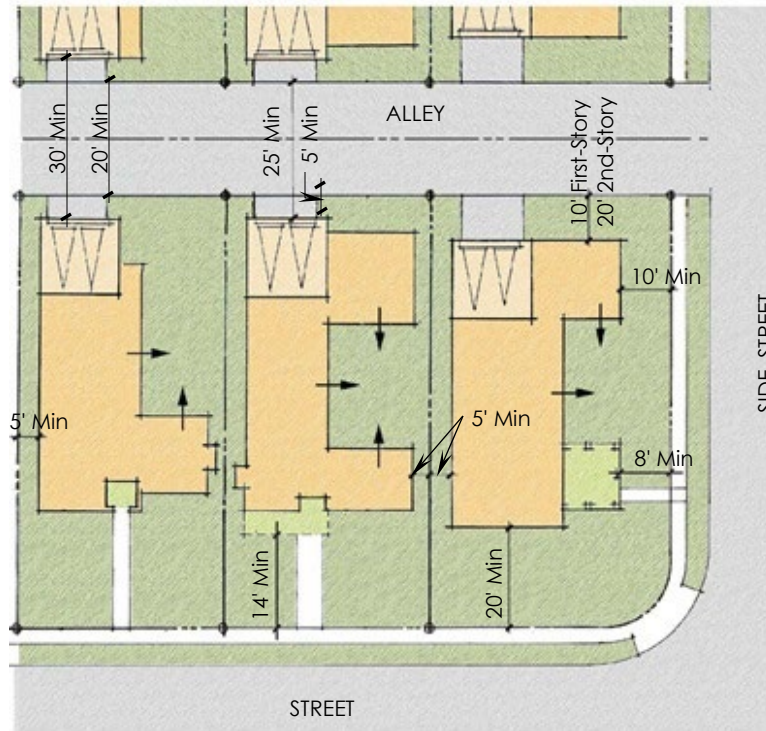 ALLEY
30' Min
20' Min
25' Min
5' Min
10' First-Story
20' 2nd-Story
10' Min
SIDE STREET
5' Min
5' Min
8' Min
14' Min
20' Min
STREET